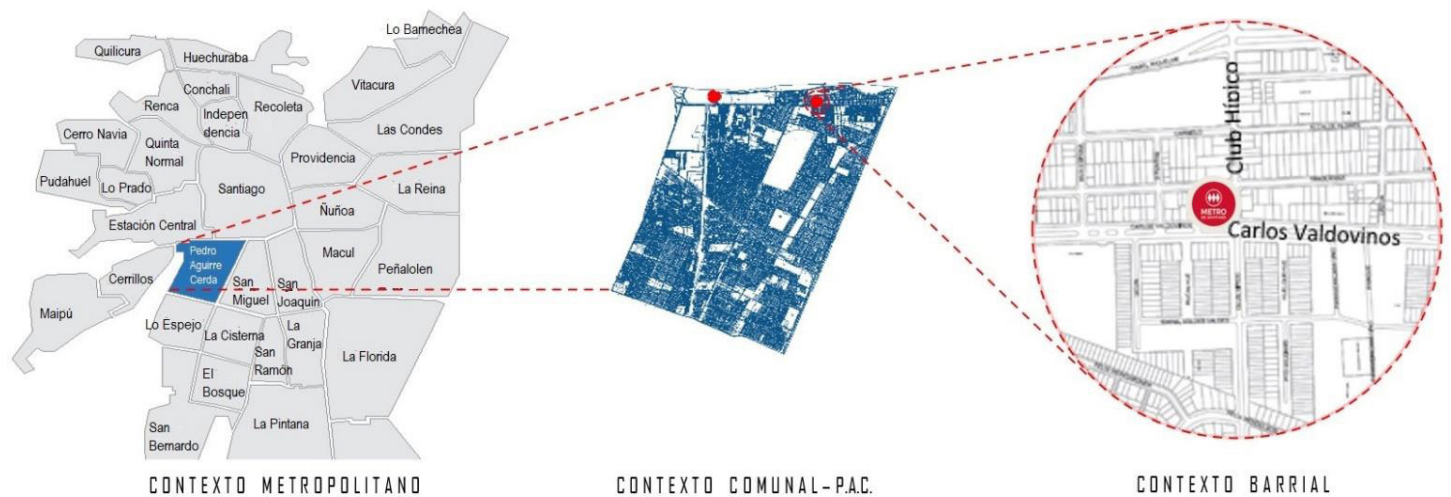 Lo Barnechea
Quilicura
Huechuraba
Vitacura
Conchali
Renca
Recoleta
Indepen
dencia
Las Condes
Cerro Navia
Quinta
Normal
Providencia
Pudahuel
Lo Prado
Santiago
La Reina
Ñuñoa
Estación Central
Macul
Pedro
Aguirre
Cerda
Peñalolen
Cerrillos
San
Miguel
San
Joaquin
Maipú
Lo Espejo
La Cisterna
La
Granja
La Florida
San
Ramón
El
Bosque
La Pintana
San
Bernardo
CONTEXTO METROPOLITANO
CONTEXTO COMUNAL-P.A.C.
Club Hípico
METRO
Carlos Valdovinos
CARLOS VALDOVINOS
CONTEXTO BARRIAL